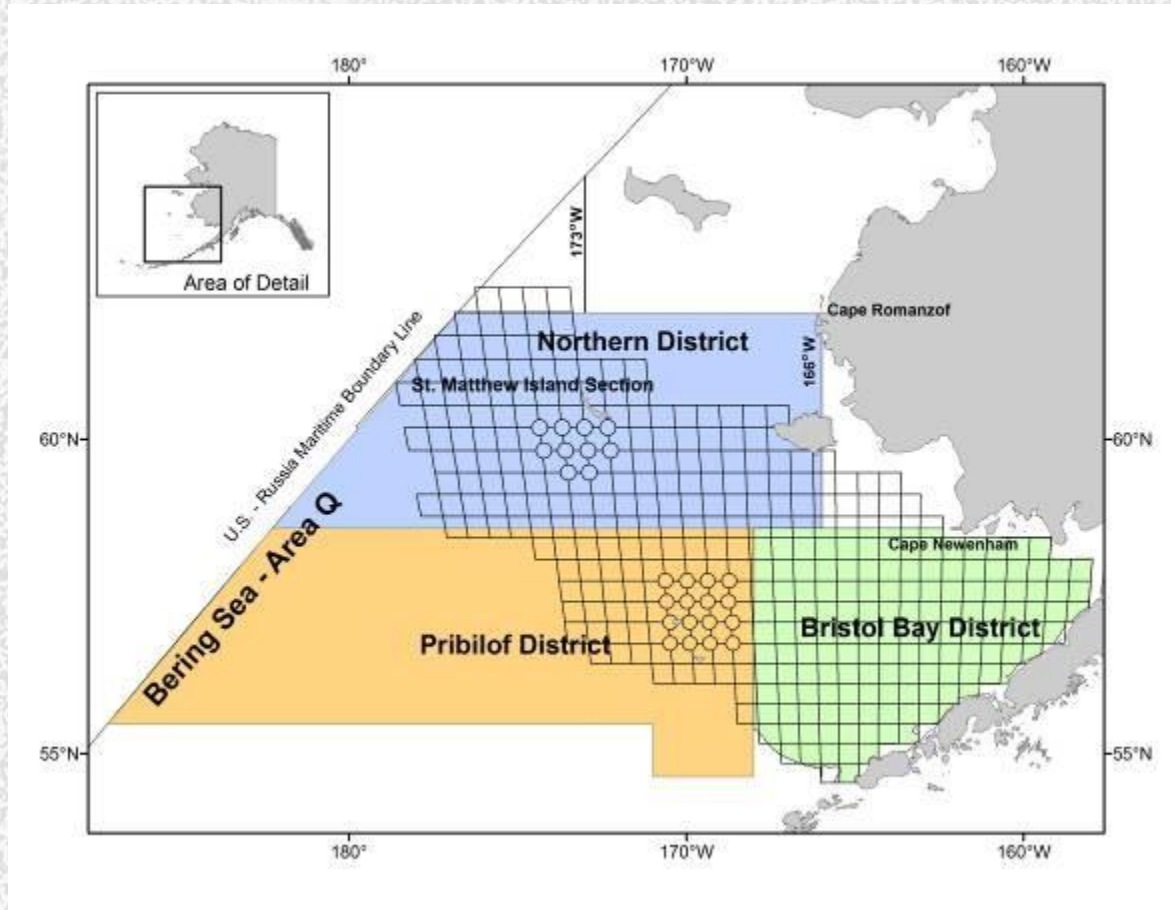 180°
170°W
160°W
Area of Detail
173°W
Cape Romanzof
Northern District
166°W
St. Matthew Island Section
60°N
60°N
U.S. - Russia Maritime Boundary Line
Bering Sea - Area Q
Cape Newenham
Bristol Bay District
Pribilof District
55°N
55°N
180°
170°W
160°W